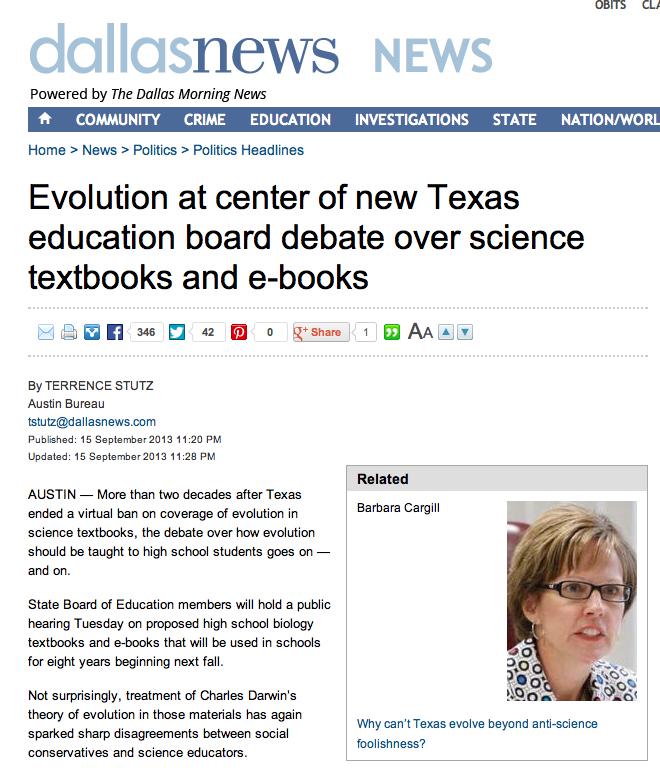 OBITS
dallasnews NEWS
Powered by The Dallas Morning News
COMMUNITY CRIME EDUCATION INVESTIGATIONS STATE NATION/WORL
Home > News > Politics > Politics Headlines
Evolution at center of new Texas
education board debate over science
textbooks and e-books
346 42 0 g+ Share 1 AA
By TERRENCE STUTZ
Austin Bureau
tstutz@dallasnews.com
Published: 15 September 2013 11:20 PM
Updated: 15 September 2013 11:28 PM
AUSTIN — More than two decades after Texas
ended a virtual ban on coverage of evolution in
science textbooks, the debate over how evolution
should be taught to high school students goes on —
and on.
State Board of Education members will hold a public
hearing Tuesday on proposed high school biology
textbooks and e-books that will be used in schools
for eight years beginning next fall.
Not surprisingly, treatment of Charles Darwin's
theory of evolution in those materials has again
sparked sharp disagreements between social
conservatives and science educators.
Related
Barbara Cargill
Why can't Texas evolve beyond anti-science
foolishness?